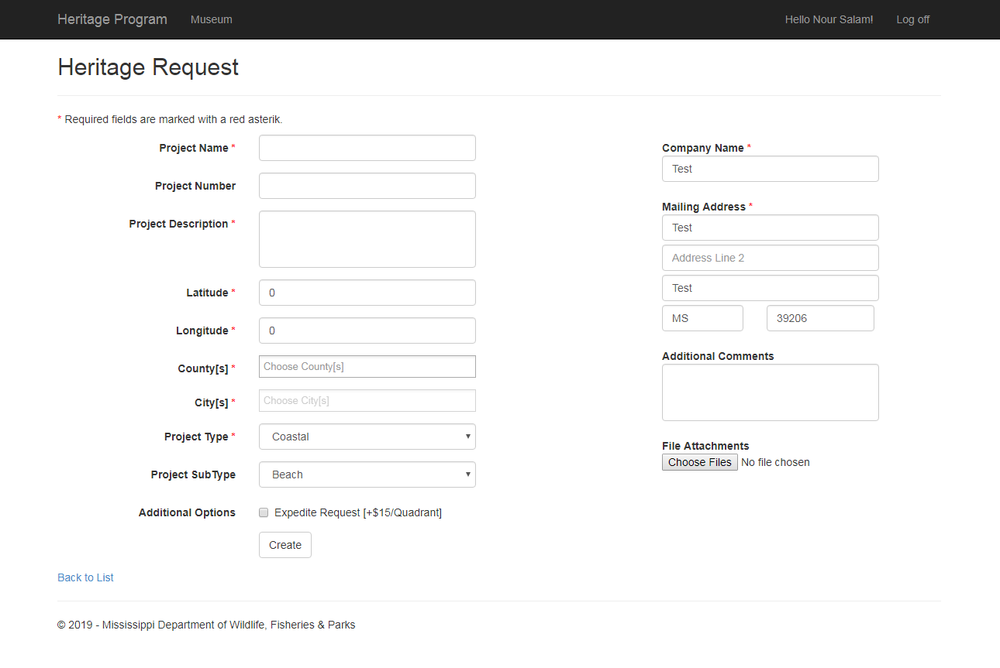 Heritage Program Museum Hello Nour Salam! Log off
Heritage Request
* Required fields are marked with a red asterik.
Project Name *
Project Number
Project Description *
Latitude * 0
Longitude * 0
County[s] * Choose County[s]
City[s] * Choose City[s]
Project Type * Coastal
Project SubType Beach
Additional Options Expedite Request [+$15/Quadrant]
Create
Company Name *
Test
Mailing Address *
Test
Address Line 2
Test
MS 39206
Additional Comments
File Attachments
Choose Files No file chosen
Back to List
© 2019 - Mississippi Department of Wildlife, Fisheries & Parks